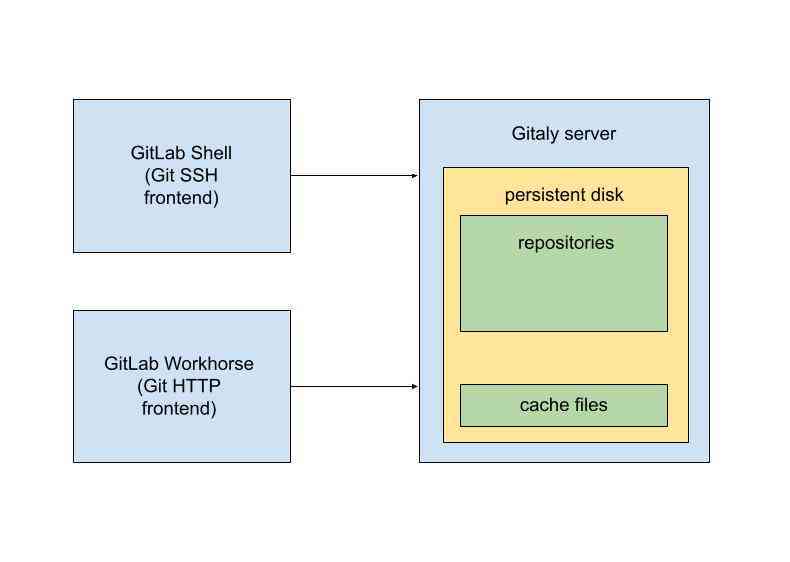 GitLab Shell
(Git SSH
frontend)
GitLab Workhorse
(Git HTTP
frontend)
Gitaly server
persistent disk
repositories
cache files